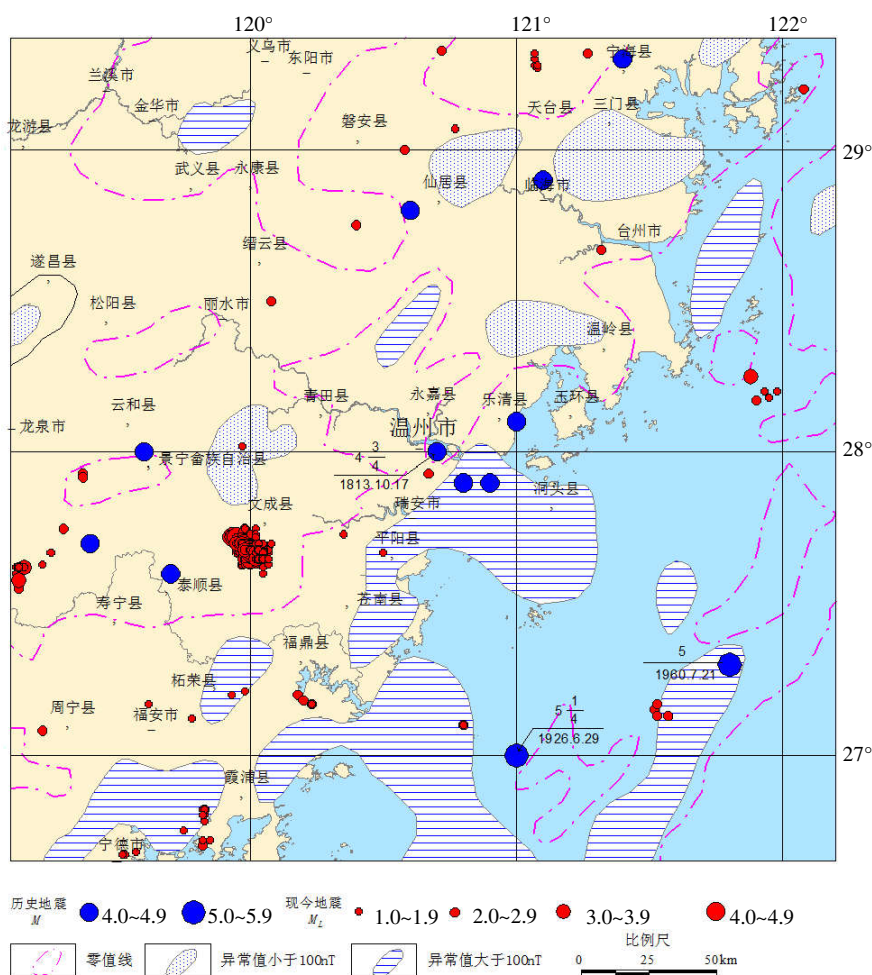 120° 121° 122°
义乌市
东阳市
宁海县
兰溪市
金华市
天台县
三门县
龙游县
磐安县
29°
武义县
永康县
仙居县
临海市
台州市
缙云县
遂昌县
松阳县
丽水市
温岭县
青田县
永嘉县
乐清县
玉环县
云和县
龙泉市
温州市
28°
景宁畲族自治县
4 3/4
1813.10.17
洞头县
文成县
瑞安市
平阳县
泰顺县
寿宁县
苍南县
福鼎县
5
1960.7.21
柘荣县
周宁县
福安市
5 1/4
1926.6.29
27°
霞浦县
宁德市
历史地震 M 4.0~4.9 5.0~5.9 现今地震 ML 1.0~1.9 2.0~2.9 3.0~3.9 4.0~4.9
比例尺
零值线 异常值小于100nT 异常值大于100nT 0 25 50km